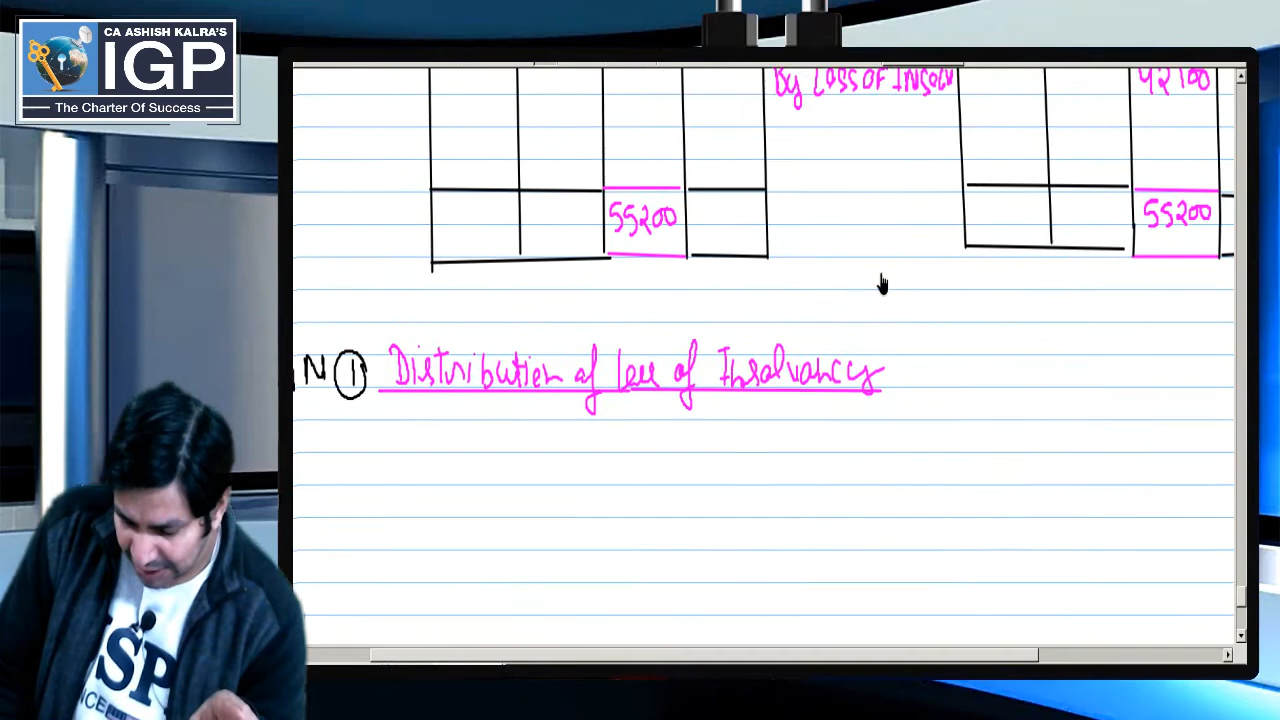 CA ASHISH KALRA'S
IGP
The Charter Of Success
By Loss OF Insolv 42100
55200 55200
N ① Distribution of Loss of Insolvancy